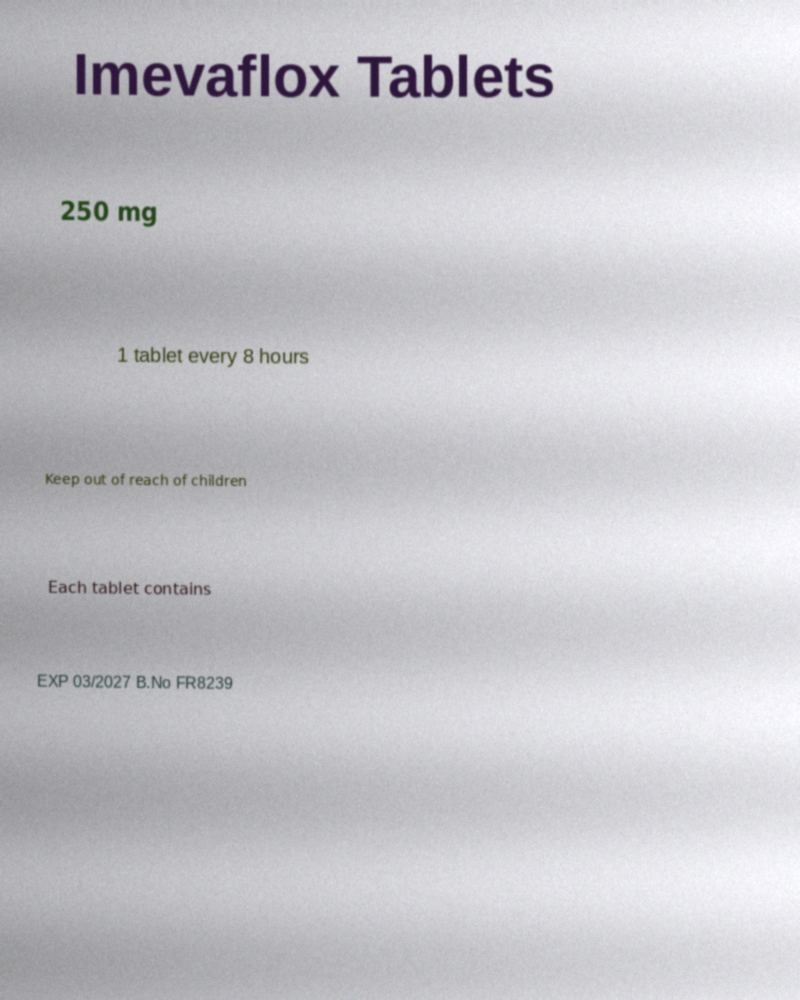 Imevaflox Tablets
250 mg
1 tablet every 8 hours
Keep out of reach of children
Each tablet contains
EXP 03/2027 B.No FR8239